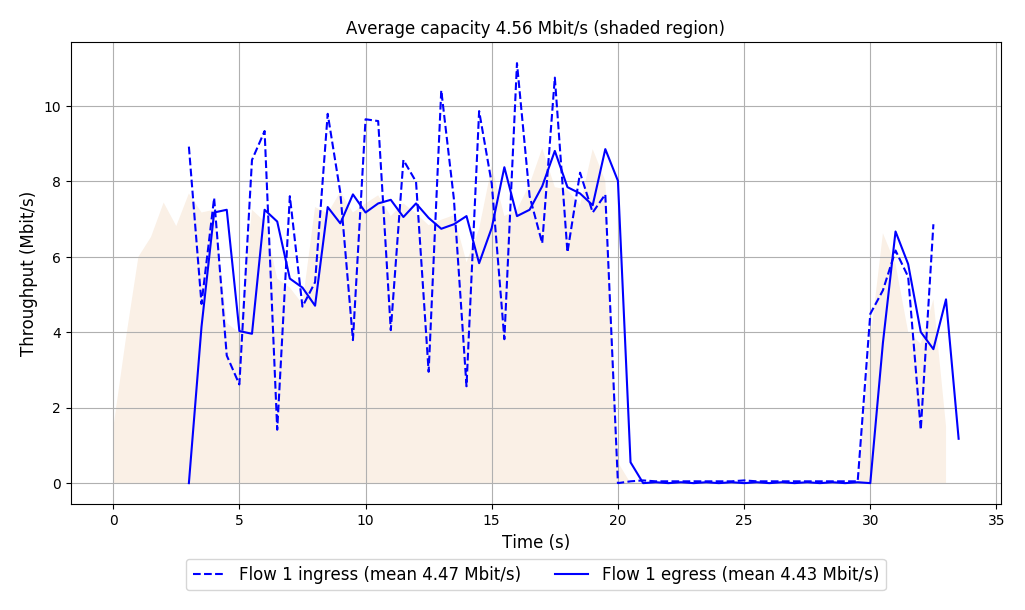 Average capacity 4.56 Mbit/s (shaded region)
Throughput (Mbit/s)
10
8
6
4
2
0
0 5 10 15 20 25 30 35
Time (s)
Flow 1 ingress (mean 4.47 Mbit/s) Flow 1 egress (mean 4.43 Mbit/s)